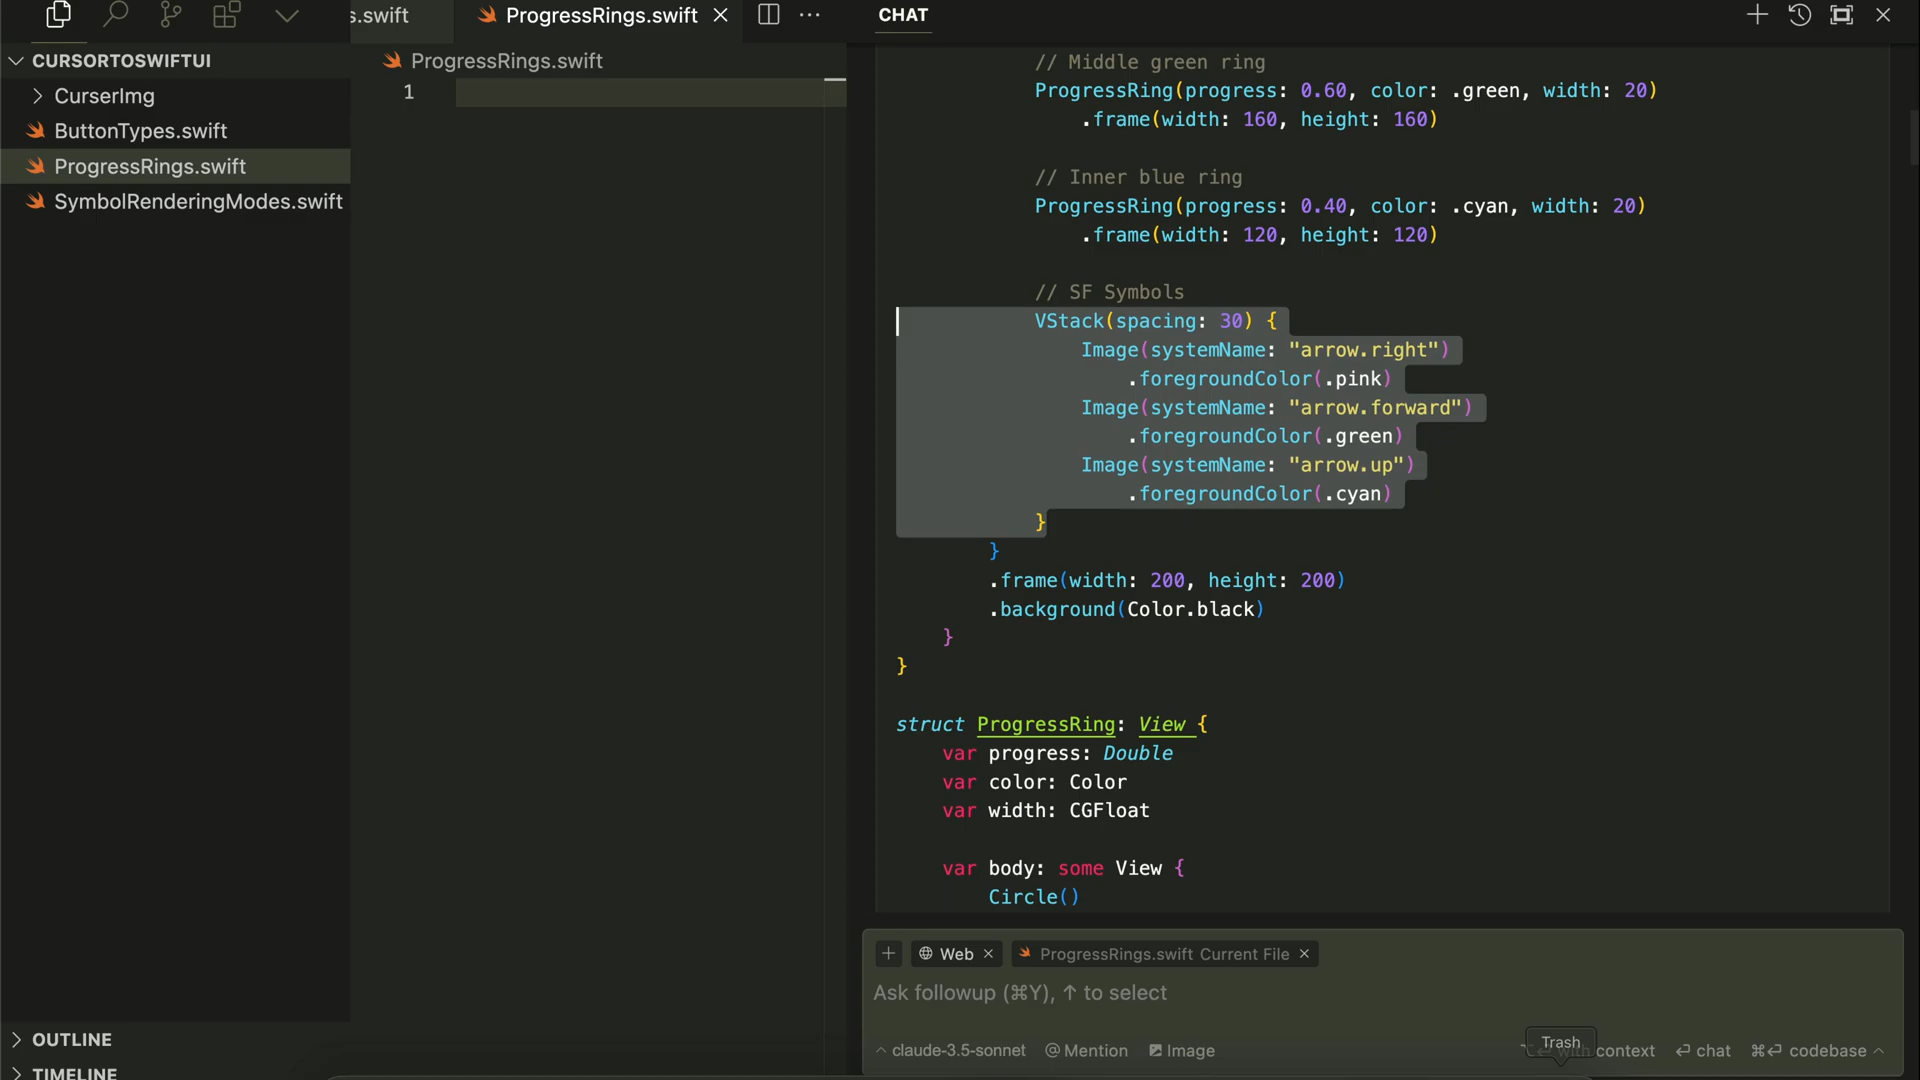 s.swift
ProgressRings.swift
CHAT
CURSORTOSWIFTUI
CurserImg
ButtonTypes.swift
ProgressRings.swift
SymbolRenderingModes.swift
OUTLINE
TIMELINE
ProgressRings.swift
1
// Middle green ring
ProgressRing(progress: 0.60, color: .green, width: 20)
.frame(width: 160, height: 160)
// Inner blue ring
ProgressRing(progress: 0.40, color: .cyan, width: 20)
.frame(width: 120, height: 120)
// SF Symbols
VStack(spacing: 30) {
Image(systemName: "arrow.right")
.foregroundColor(.pink)
Image(systemName: "arrow.forward")
.foregroundColor(.green)
Image(systemName: "arrow.up")
.foregroundColor(.cyan)
}
}
.frame(width: 200, height: 200)
.background(Color.black)
}
}
struct ProgressRing: View {
var progress: Double
var color: Color
var width: CGFloat
var body: some View {
Circle()
Web
ProgressRings.swift Current File
Ask followup (⌘Y), ↑ to select
claude-3.5-sonnet @ Mention Image
Trash
context ⏎ chat ⌘⏎ codebase